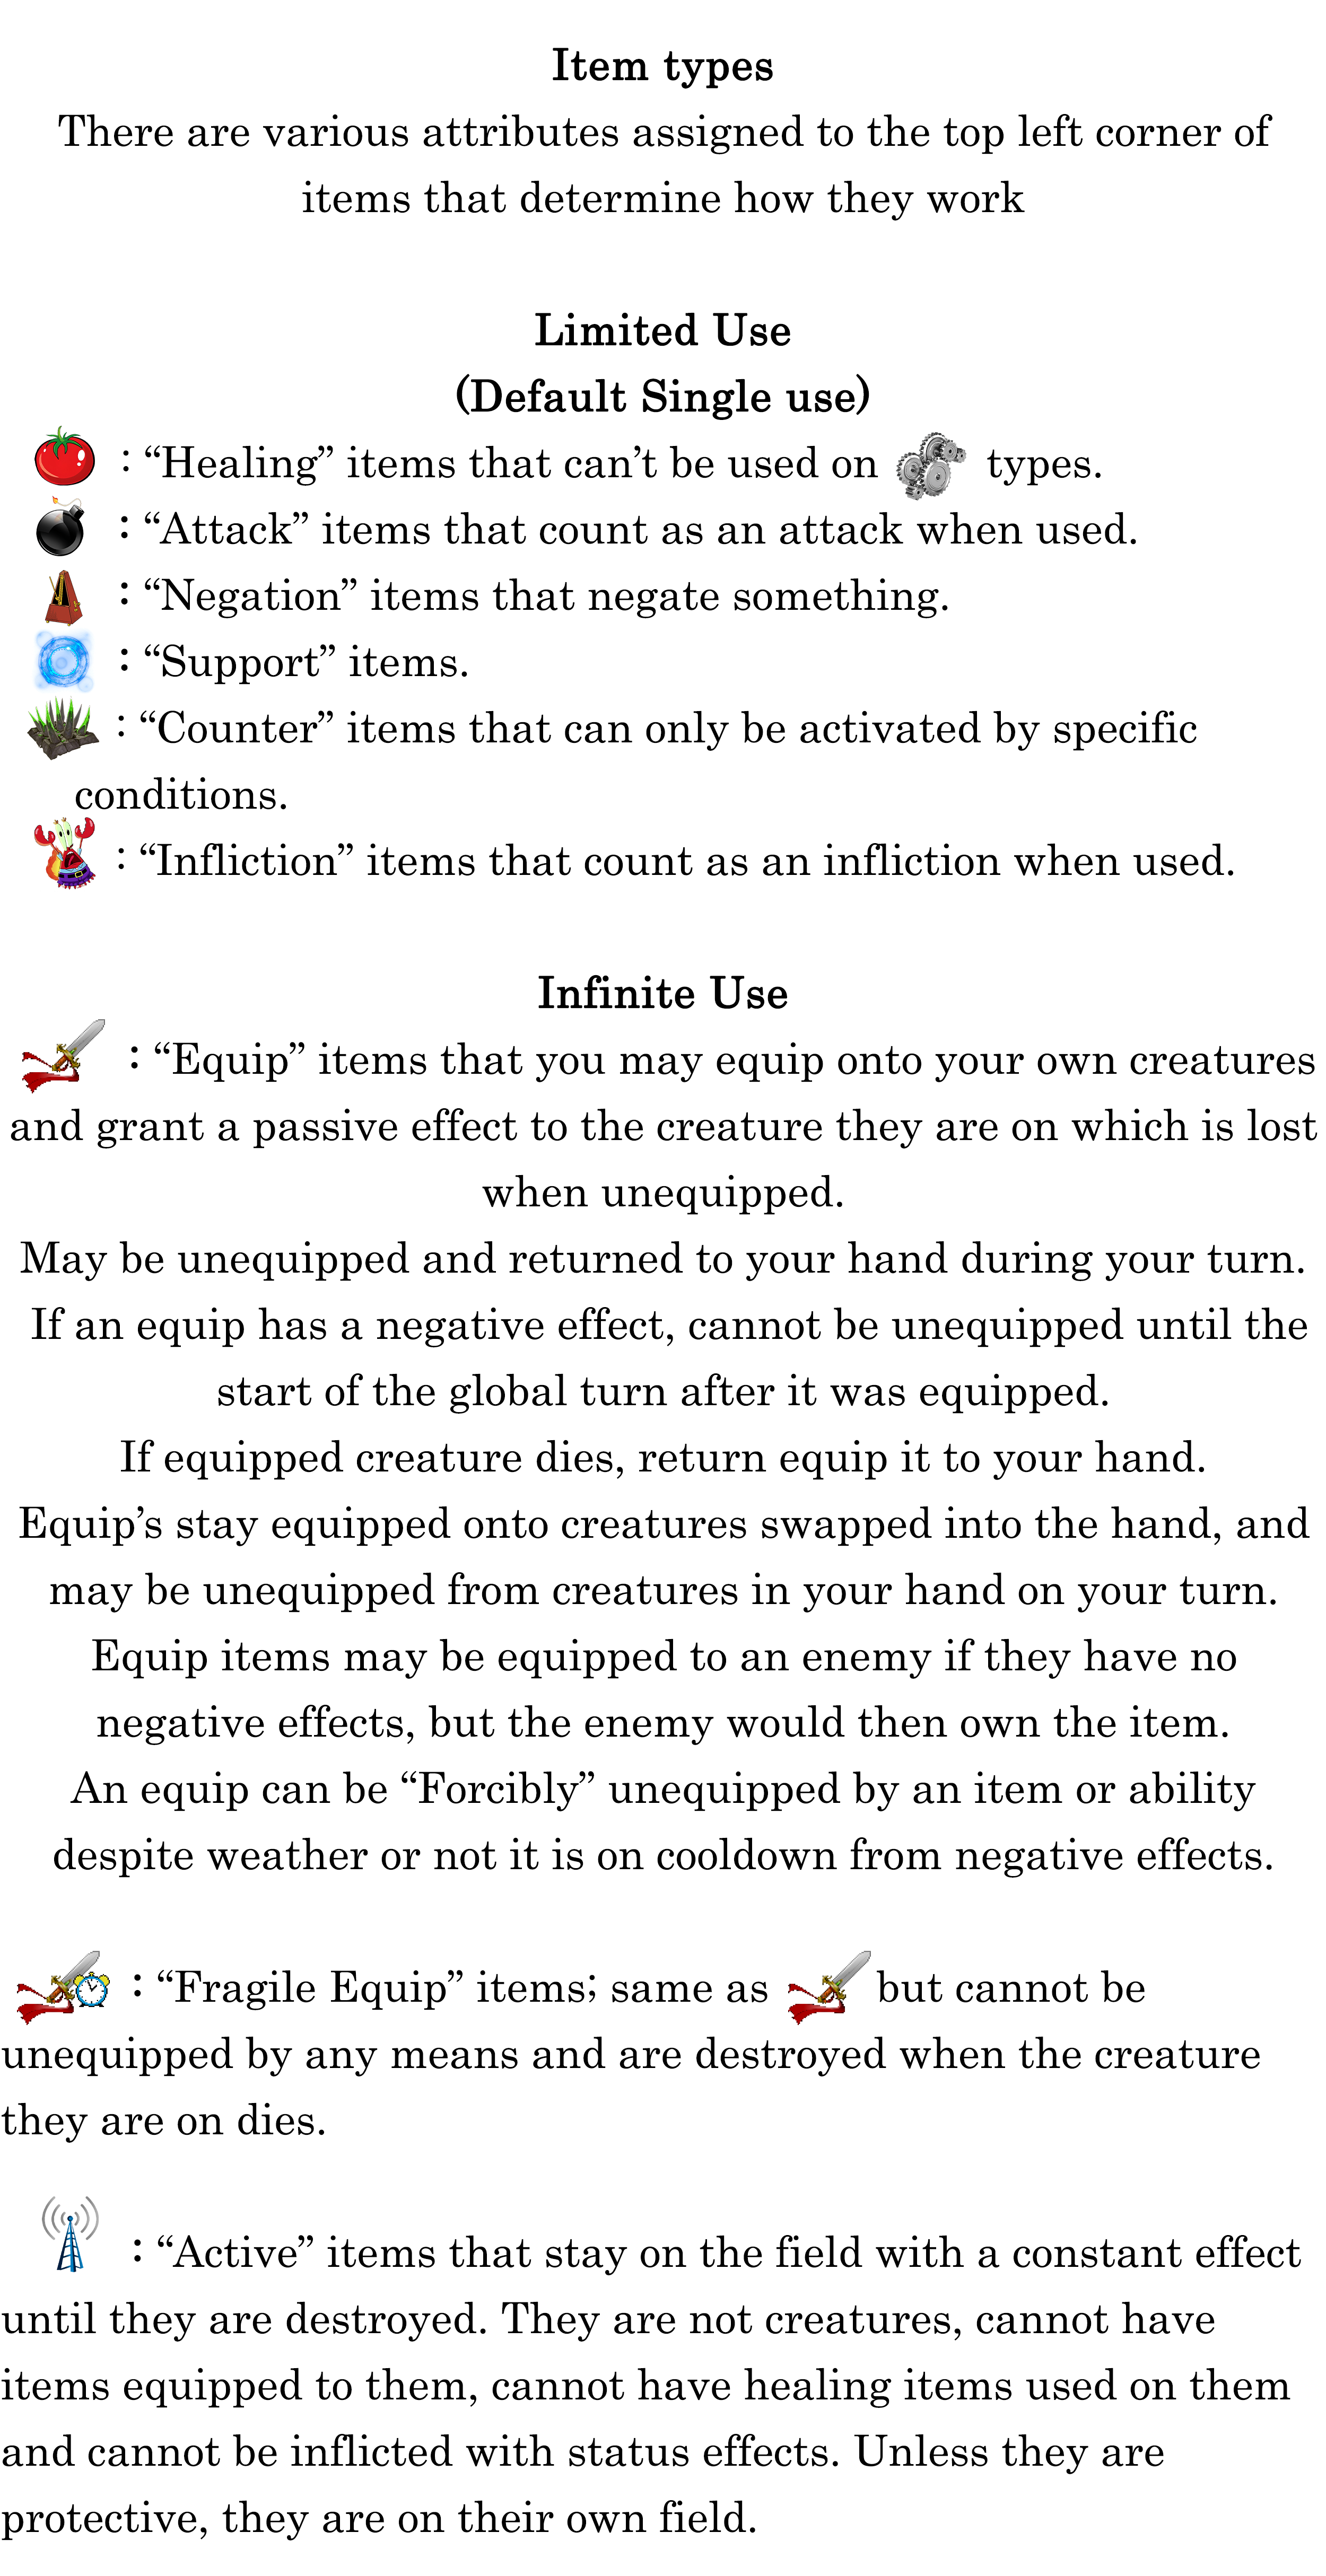 Item types
There are various attributes assigned to the top left corner of
items that determine how they work
Limited Use
(Default Single use)
: “Healing” items that can’t be used on types.
: “Attack” items that count as an attack when used.
: “Negation” items that negate something.
: “Support” items.
: “Counter” items that can only be activated by specific
conditions.
: “Infliction” items that count as an infliction when used.
Infinite Use
: “Equip” items that you may equip onto your own creatures
and grant a passive effect to the creature they are on which is lost
when unequipped.
May be unequipped and returned to your hand during your turn.
If an equip has a negative effect, cannot be unequipped until the
start of the global turn after it was equipped.
If equipped creature dies, return equip it to your hand.
Equip’s stay equipped onto creatures swapped into the hand, and
may be unequipped from creatures in your hand on your turn.
Equip items may be equipped to an enemy if they have no
negative effects, but the enemy would then own the item.
An equip can be “Forcibly” unequipped by an item or ability
despite weather or not it is on cooldown from negative effects.
: “Fragile Equip” items; same as but cannot be
unequipped by any means and are destroyed when the creature
they are on dies.
: “Active” items that stay on the field with a constant effect
until they are destroyed. They are not creatures, cannot have
items equipped to them, cannot have healing items used on them
and cannot be inflicted with status effects. Unless they are
protective, they are on their own field.